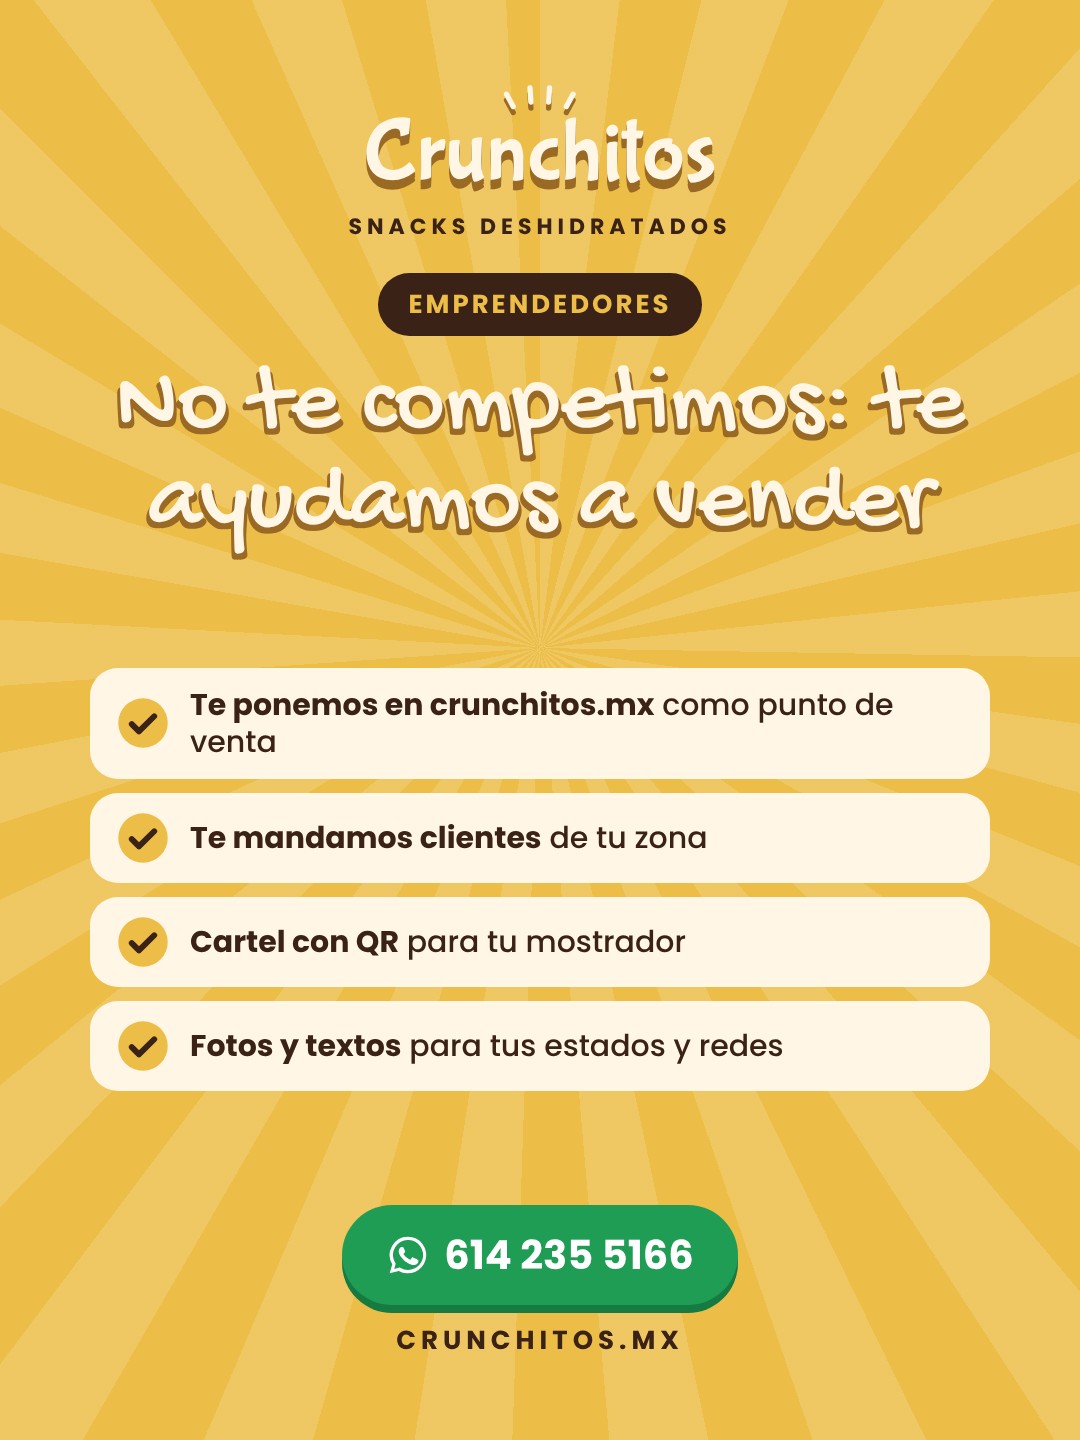 Crunchitos
SNACKS DESHIDRATADOS
EMPRENDEDORES
No te competimos: te
ayudamos a vender
Te ponemos en crunchitos.mx como punto de
venta
Te mandamos clientes de tu zona
Cartel con QR para tu mostrador
Fotos y textos para tus estados y redes
614 235 5166
CRUNCHITOS.MX